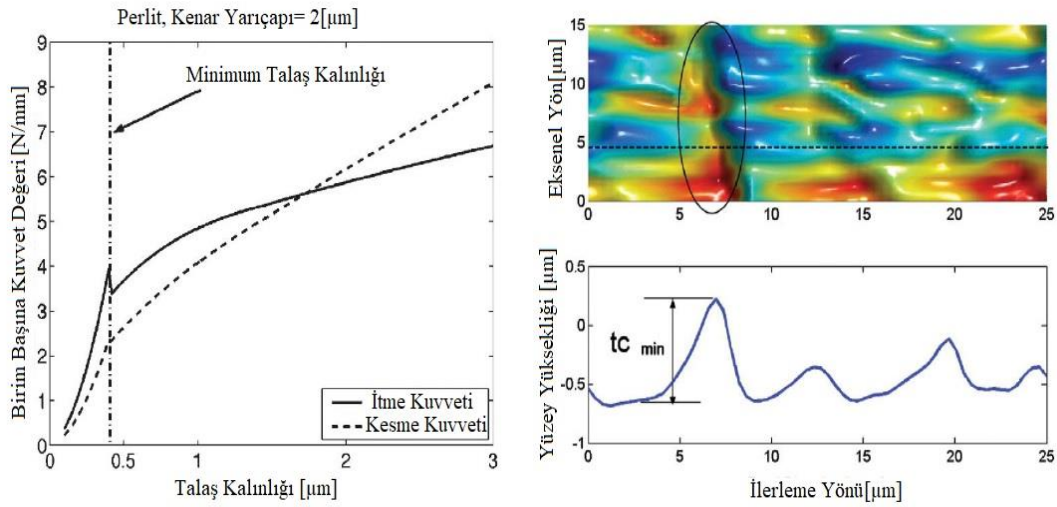 Perlit, Kenar Yarıçapı= 2[µm]
Birim Başına Kuvvet Değeri [N/mm]
9
8
7
6
5
4
3
2
1
0
Minimum Talaş Kalınlığı
İtme Kuvveti
Kesme Kuvveti
0 0.5 1 2 3
Talaş Kalınlığı [µm]
Eksenel Yön[µm]
15
10
5
0
0 5 10 15 20 25
Yüzey Yüksekliği [µm]
0.5
0
-0.5
-1
tc min
0 5 10 15 20 25
İlerleme Yönü[µm]